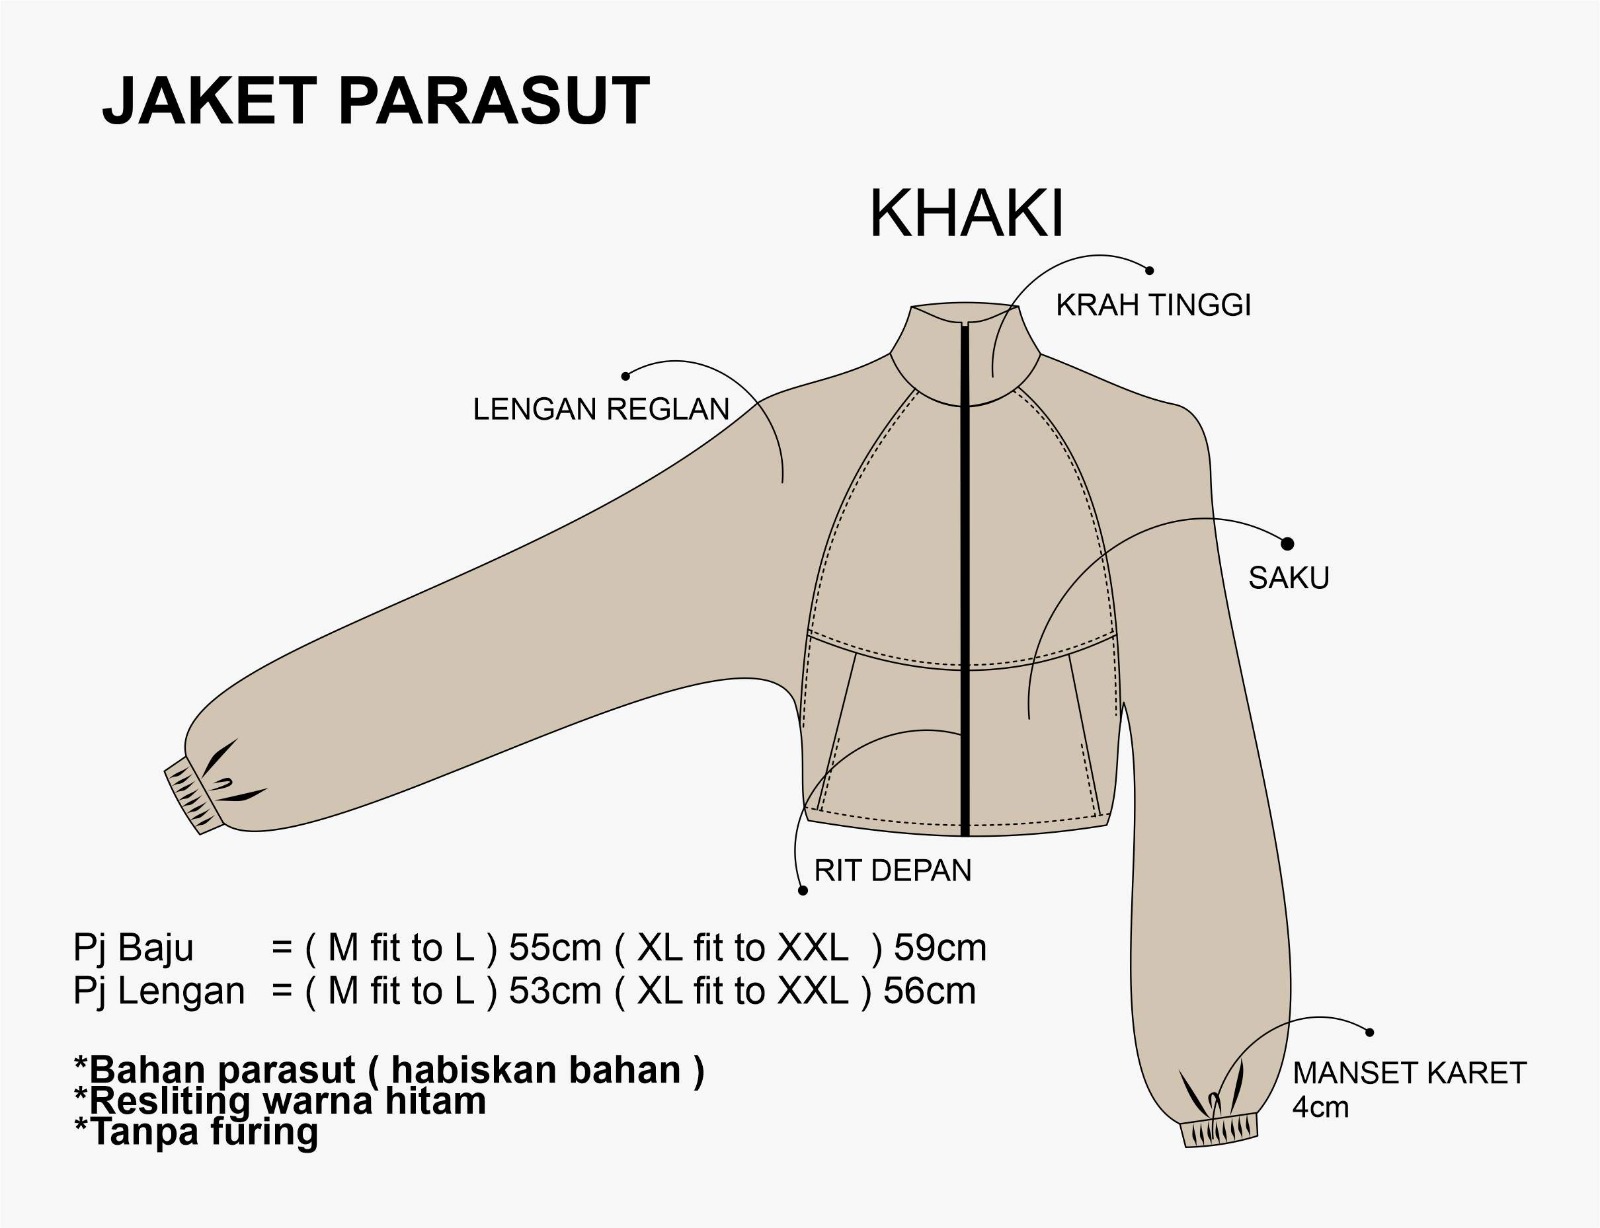 JAKET PARASUT
KHAKI
KRAH TINGGI
LENGAN REGLAN
SAKU
RIT DEPAN
Pj Baju = ( M fit to L ) 55cm ( XL fit to XXL ) 59cm
Pj Lengan = ( M fit to L ) 53cm ( XL fit to XXL ) 56cm
*Bahan parasut ( habiskan bahan )
*Resliting warna hitam
*Tanpa furing
MANSET KARET
4cm